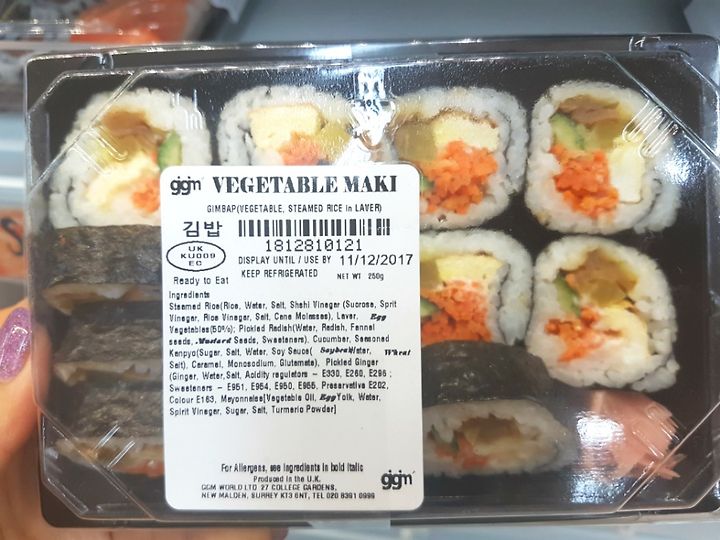 ggm VEGETABLE MAKI
GIMBAP(VEGETABLE, STEAMED RICE in LAVER)
김밥
1812810121
UK
KU009
EC
DISPLAY UNTIL / USE BY 11/12/2017
KEEP REFRIGERATED NET WT 250g
Ready to Eat
Ingredients
Steamed Rice(Rice, Water, Salt, Shshi Vinegar (Sucrose, Sprit
Vinegar, Rice Vinegar, Salt, Cane Molasses), Laver, Egg
Vegetables(50%); Pickled Radish(Water, Radish, Fennel
seeds, Mustard Seeds, Sweeteners), Cucumber, Seasoned
Kanpyo(Sugar, Salt, Water, Soy Sauce( Soybean Water, Wheat
Salt), Caramel, Monosodium, Glutamate), Pickled Ginger
(Ginger, Water,Salt, Acidity regulators - E330, E260, E296 ;
Sweeteners - E951, E954, E950, E955, Preservative E202,
Colour E163, Mayonnaise[Vegetable Oil, Egg Yolk, Water,
Spirit Vinegar, Sugar, Salt, Turmeric Powder]
For Allergens, see ingredients in bold italic
Produced in the U.K.
GGM WORLD LTD 27 COLLEGE GARDENS,
NEW MALDEN, SURREY KT3 6NT, TEL 020 8391 0999
ggm